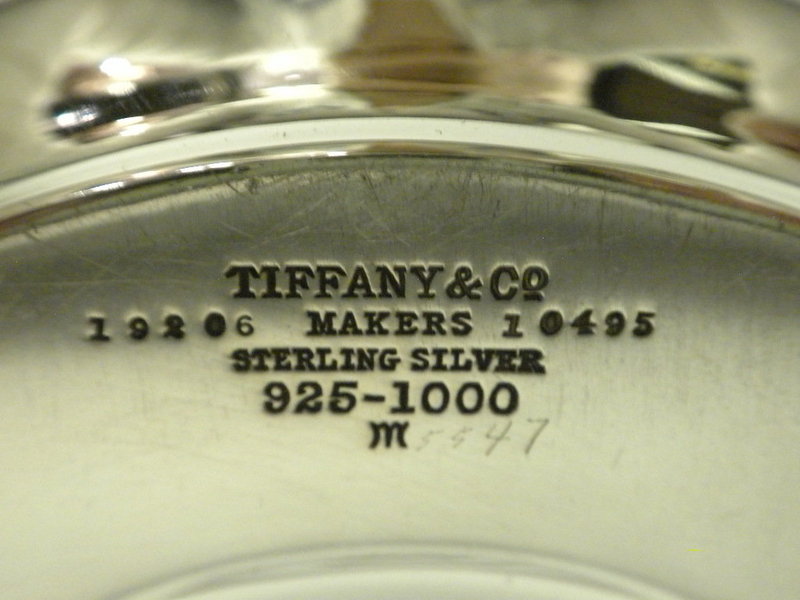 TIFFANY & Cº
19206 MAKERS 10495
STERLING SILVER
925-1000
m 5547